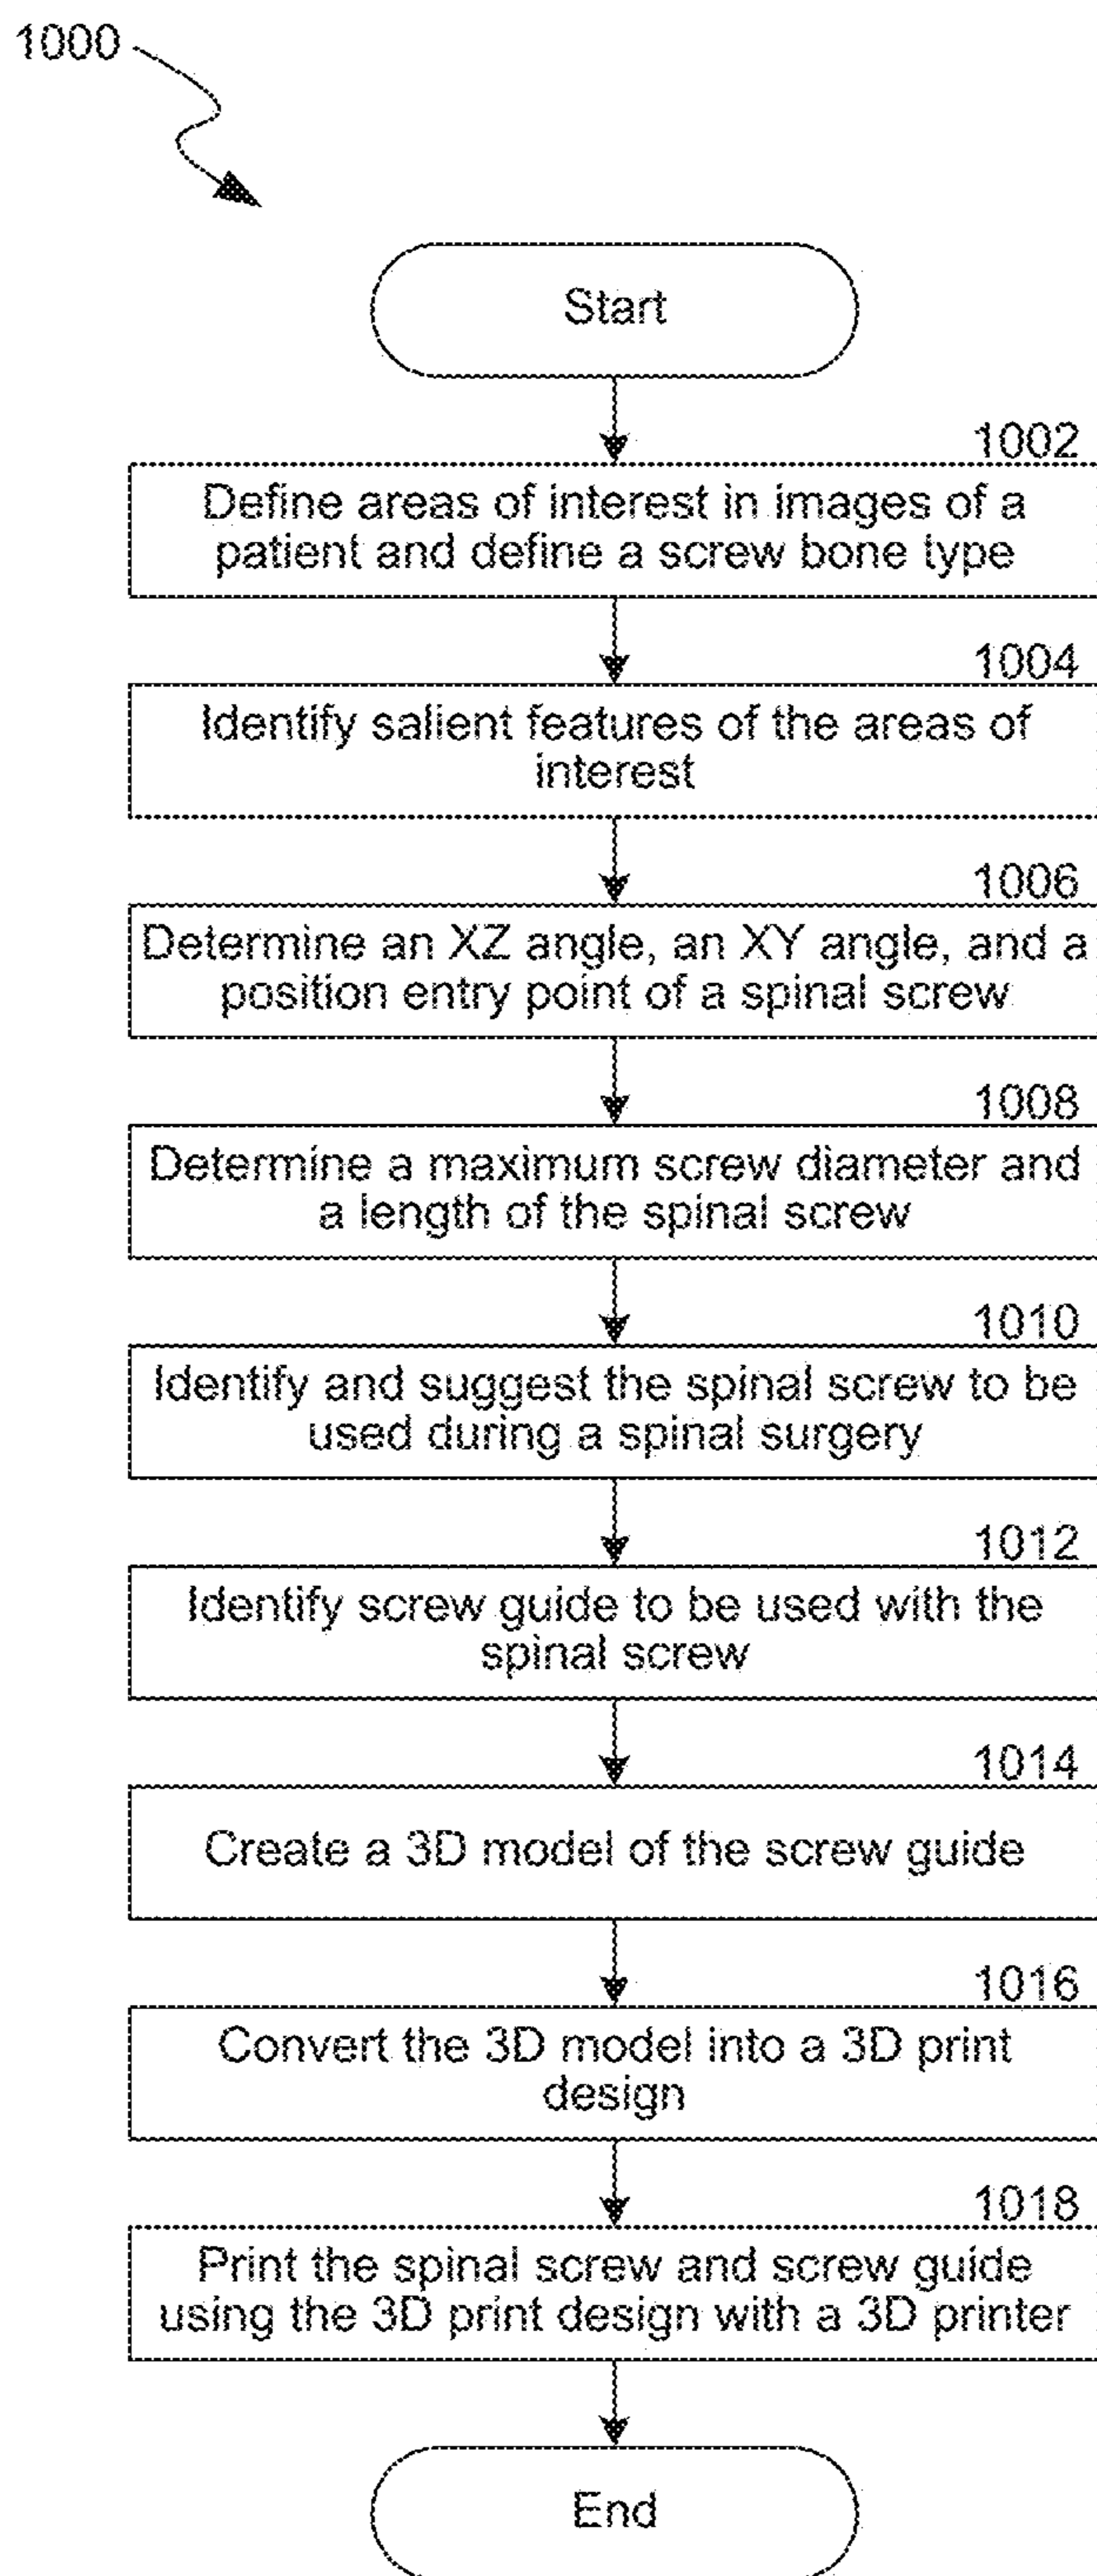 1000
Start
1002
Define areas of interest in images of a
patient and define a screw bone type
1004
Identify salient features of the areas of
interest
1006
Determine an XZ angle, an XY angle, and a
position entry point of a spinal screw
1008
Determine a maximum screw diameter and
a length of the spinal screw
1010
Identify and suggest the spinal screw to be
used during a spinal surgery
1012
Identify screw guide to be used with the
spinal screw
1014
Create a 3D model of the screw guide
1016
Convert the 3D model into a 3D print
design
1018
Print the spinal screw and screw guide
using the 3D print design with a 3D printer
End